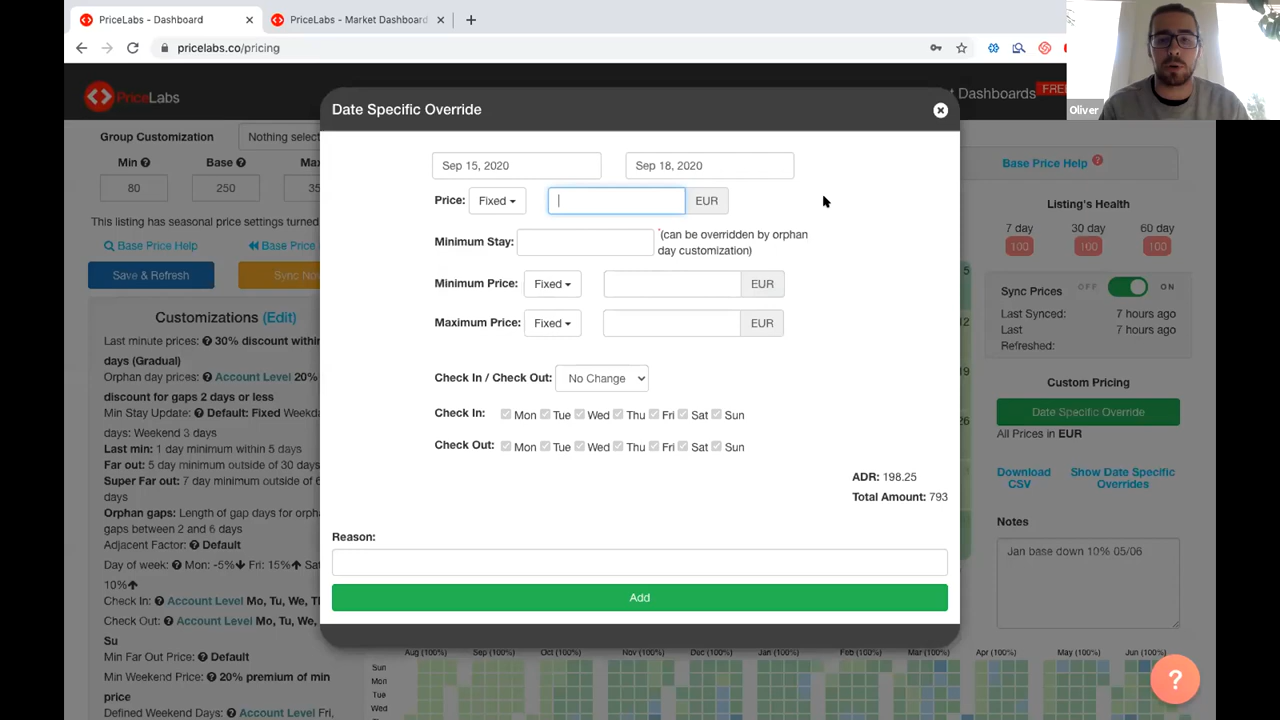 PriceLabs - Dashboard
PriceLabs - Market Dashboard
pricelabs.co/pricing
Oliver
PriceLabs
Dashboards
FREE
Group Customization
Nothing selec
Min
Base
Max
80
250
35
This listing has seasonal price settings turned
Base Price Help
Base Price
Save & Refresh
Sync Now
Customizations (Edit)
Last minute prices: 30% discount within
days (Gradual)
Orphan day prices: Account Level 20%
discount for gaps 2 days or less
Min Stay Update: Default: Fixed Weekda
days: Weekend 3 days
Last min: 1 day minimum within 5 days
Far out: 5 day minimum outside of 30 days
Super Far out: 7 day minimum outside of 6
days
Orphan gaps: Length of gap days for orpha
gaps between 2 and 6 days
Adjacent Factor: Default
Day of week: Mon: -5% Fri: 15% Sat
10%
Check In: Account Level Mo, Tu, We, Th
Check Out: Account Level Mo, Tu, We,
Su
Min Far Out Price: Default
Min Weekend Price: 20% premium of min
price
Defined Weekend Days: Account Level Fri,
Date Specific Override
Sep 15, 2020
Sep 18, 2020
Price: Fixed EUR
Minimum Stay: *(can be overridden by orphan
day customization)
Minimum Price: Fixed EUR
Maximum Price: Fixed EUR
Check In / Check Out: No Change
Check In: Mon Tue Wed Thu Fri Sat Sun
Check Out: Mon Tue Wed Thu Fri Sat Sun
ADR: 198.25
Total Amount: 793
Reason:
Add
Base Price Help
Listing's Health
7 day 30 day 60 day
100 100 100
Sync Prices OFF ON
Last Synced: 7 hours ago
Last 7 hours ago
Refreshed:
Custom Pricing
Date Specific Override
All Prices in EUR
Download
CSV
Show Date Specific
Overrides
Notes
Jan base down 10% 05/06
5
12
19
26
Aug (100%) Sep (100%) Oct (100%) Nov (100%) Dec (100%) Jan (100%) Feb (100%) Mar (100%) Apr (100%) May (100%) Jun (100%)
Sun
Mon
Tue
Wed
?